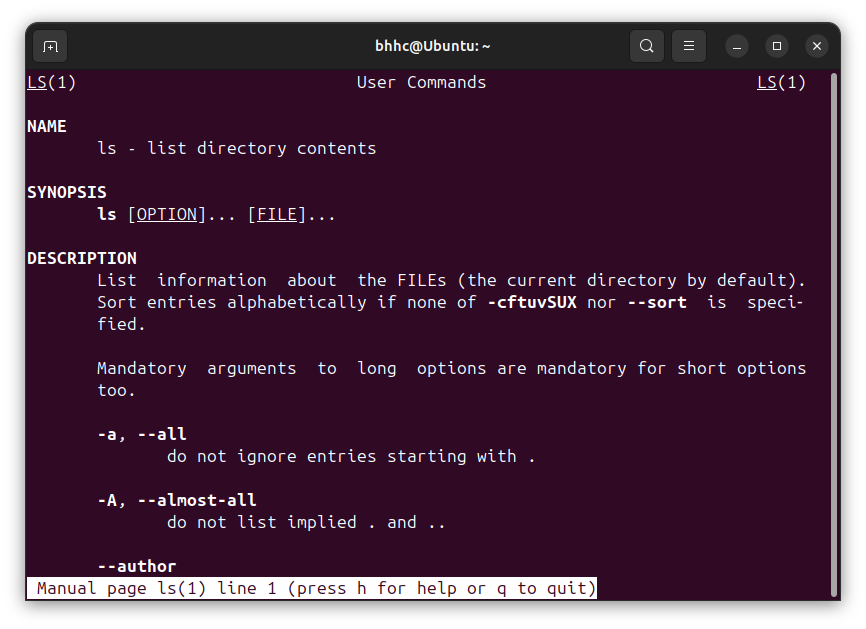 bhhc@Ubuntu: ~
LS(1) User Commands LS(1)
NAME
ls - list directory contents
SYNOPSIS
ls [OPTION]... [FILE]...
DESCRIPTION
List information about the FILEs (the current directory by default).
Sort entries alphabetically if none of -cftuvSUX nor --sort is speci‐
fied.
Mandatory arguments to long options are mandatory for short options
too.
-a, --all
do not ignore entries starting with .
-A, --almost-all
do not list implied . and ..
--author
Manual page ls(1) line 1 (press h for help or q to quit)